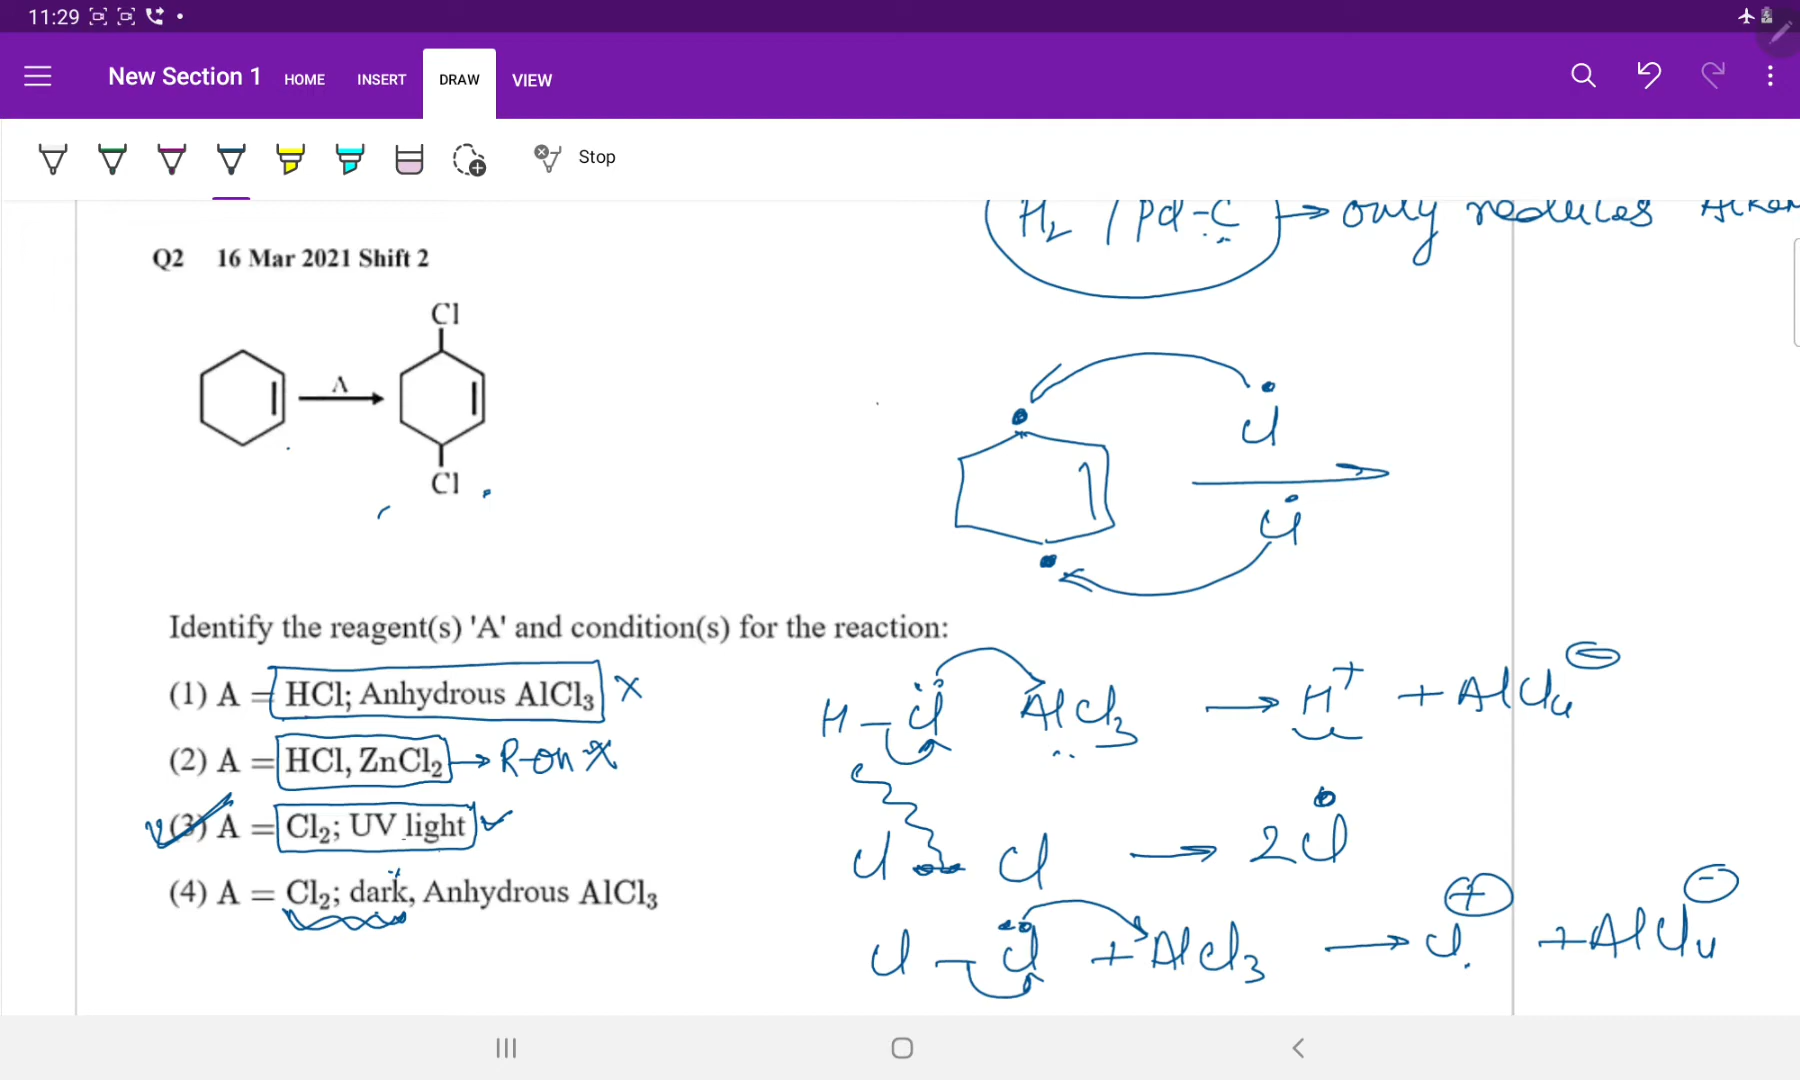 11:29
New Section 1 HOME INSERT DRAW VIEW
Stop
H2 / Pd-C → only reduces
Q2 16 Mar 2021 Shift 2
Cl
A
Cl
Cl
Cl
Identify the reagent(s) 'A' and condition(s) for the reaction:
(1) A = HCl; Anhydrous AlCl3 ×
H - Cl AlCl3 → H+ + AlCl4 ⊖
(2) A = HCl, ZnCl2 → R-OH ×
(3) A = Cl2; UV light ✓
Cl - Cl → 2Cl
(4) A = Cl2; dark, Anhydrous AlCl3
Cl - Cl + AlCl3 → Cl ⊕ + AlCl4 ⊖